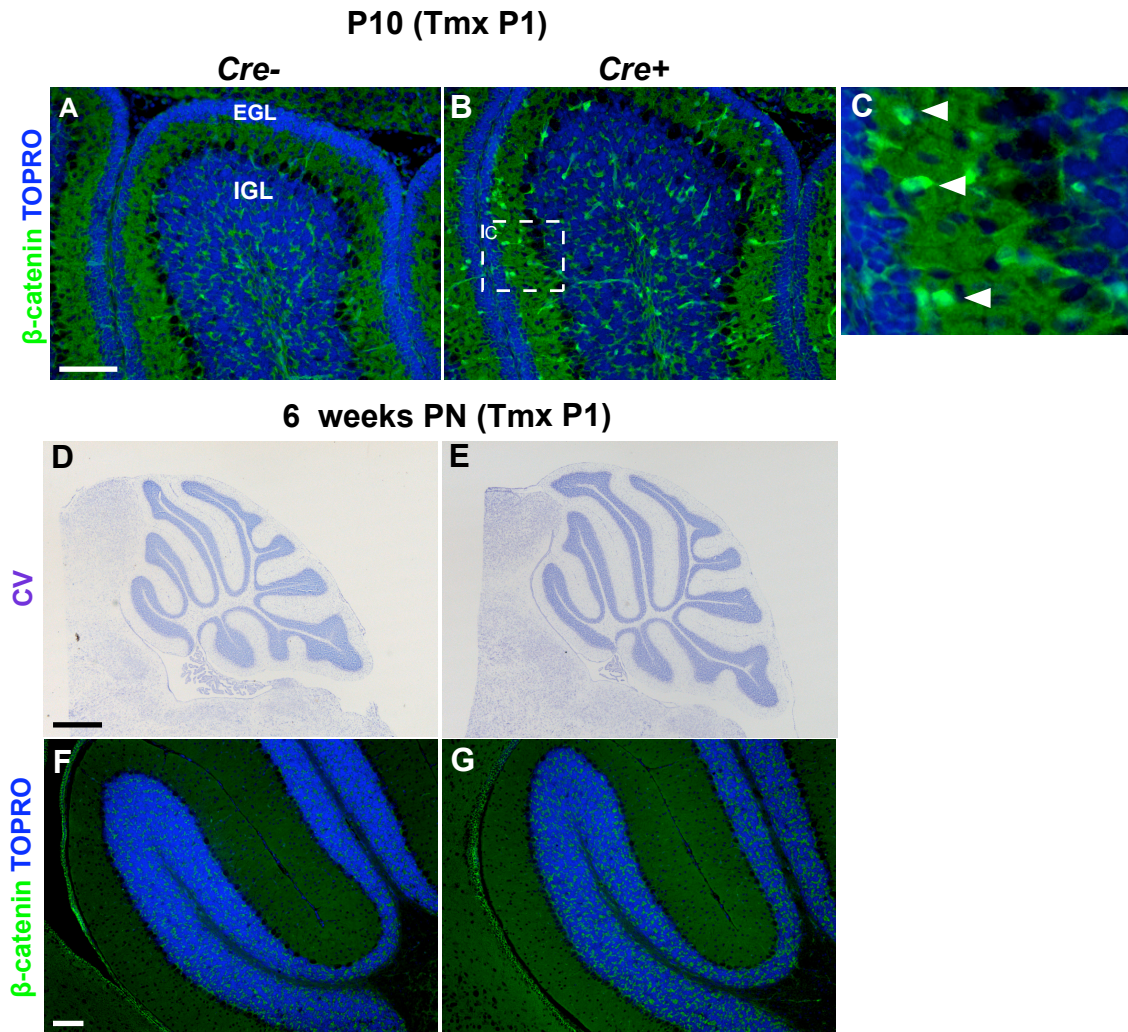 P10 (Tmx P1)
Cre-
Cre+
A
EGL
IGL
B
C
C
β-catenin TOPRO
6 weeks PN (Tmx P1)
D
E
CV
F
G
β-catenin TOPRO